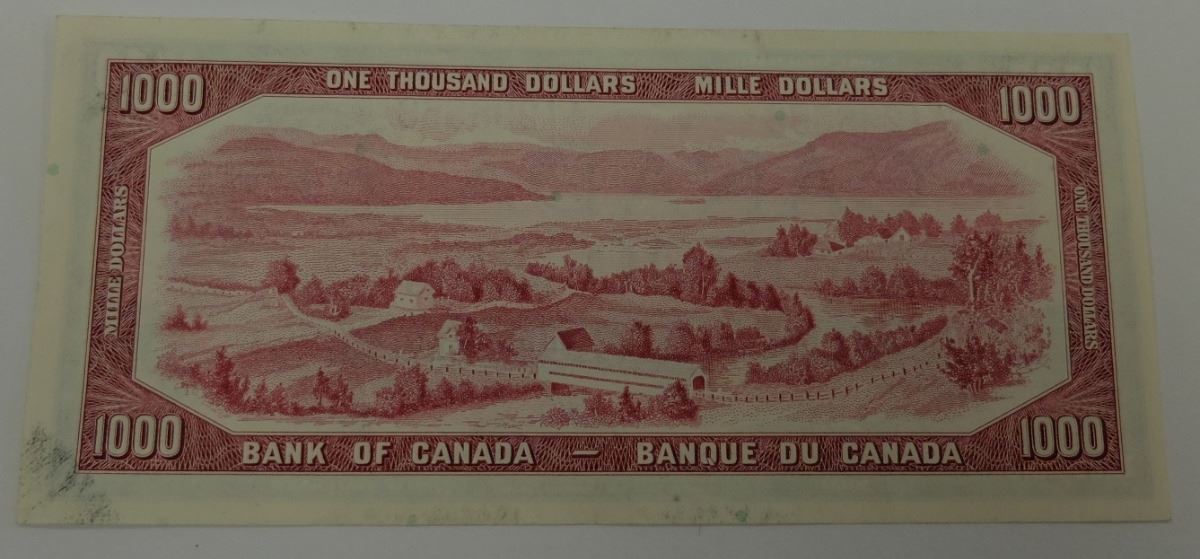 1000 ONE THOUSAND DOLLARS MILLE DOLLARS 1000
MILLE DOLLARS
ONE THOUSAND DOLLARS
1000 BANK OF CANADA — BANQUE DU CANADA 1000